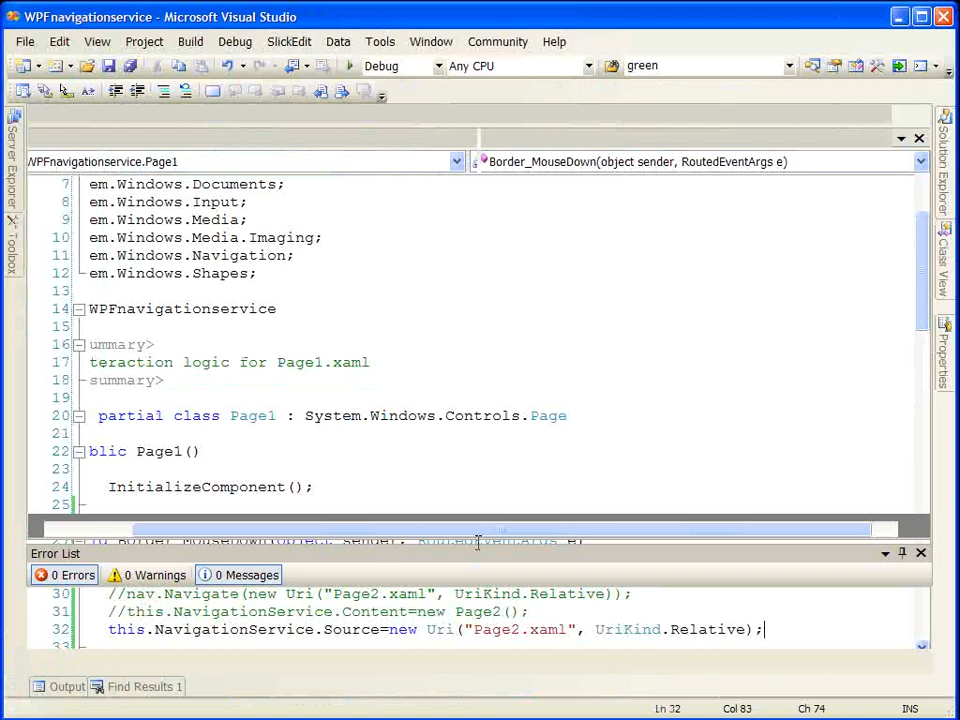 WPFnavigationservice - Microsoft Visual Studio
File Edit View Project Build Debug SlickEdit Data Tools Window Community Help
Debug Any CPU green
WPFnavigationservice.Page1 Border_MouseDown(object sender, RoutedEventArgs e)
Server Explorer
Toolbox
Solution Explorer
Class View
Properties
7 em.Windows.Documents;
8 em.Windows.Input;
9 em.Windows.Media;
10 em.Windows.Media.Imaging;
11 em.Windows.Navigation;
12 em.Windows.Shapes;
13
14 WPFnavigationservice
15
16 ummary>
17 teraction logic for Page1.xaml
18 summary>
19
20 partial class Page1 : System.Windows.Controls.Page
21
22 blic Page1()
23
24 InitializeComponent();
25
27 Border_MouseDown(object sender, RoutedEventArgs e)
Error List
0 Errors 0 Warnings 0 Messages
30 //nav.Navigate(new Uri("Page2.xaml", UriKind.Relative));
31 //this.NavigationService.Content=new Page2();
32 this.NavigationService.Source=new Uri("Page2.xaml", UriKind.Relative);
33
Output Find Results 1
Ln 32 Col 83 Ch 74 INS